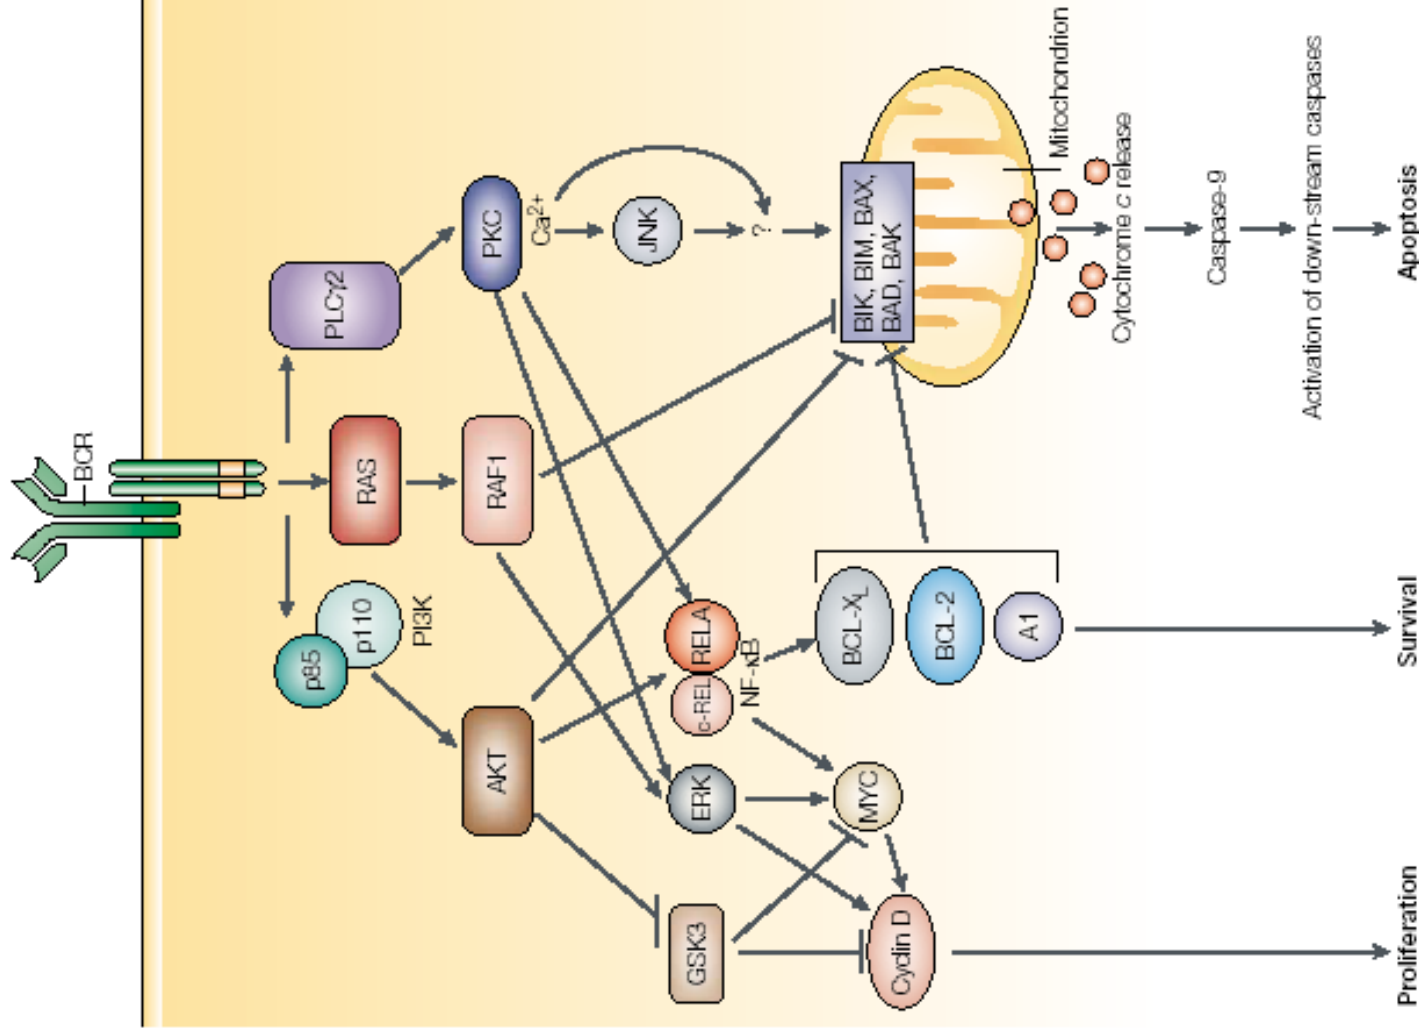 BCR
PLCγ2
RAS
p85
p110
PI3K
PKC
Ca2+
RAF1
AKT
JNK
?
RELA
c-REL
NF-κB
ERK
GSK3
BIK, BIM, BAX,
BAD, BAK
BCL-XL
BCL-2
A1
MYC
Cyclin D
Mitochondrion
Cytochrome c release
Caspase-9
Activation of down-stream caspases
Apoptosis
Survival
Proliferation